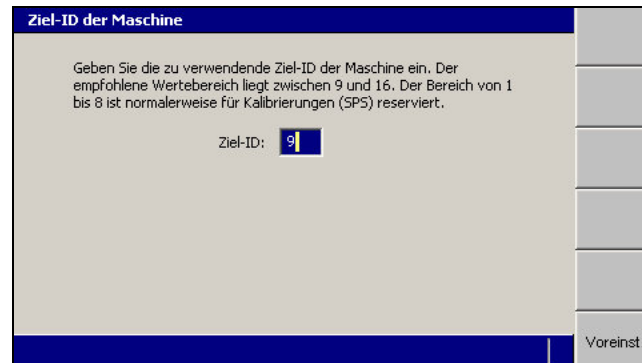 Ziel-ID der Maschine
Geben Sie die zu verwendende Ziel-ID der Maschine ein. Der
empfohlene Wertebereich liegt zwischen 9 und 16. Der Bereich von 1
bis 8 ist normalerweise für Kalibrierungen (SPS) reserviert.
Ziel-ID: 9
Voreinst